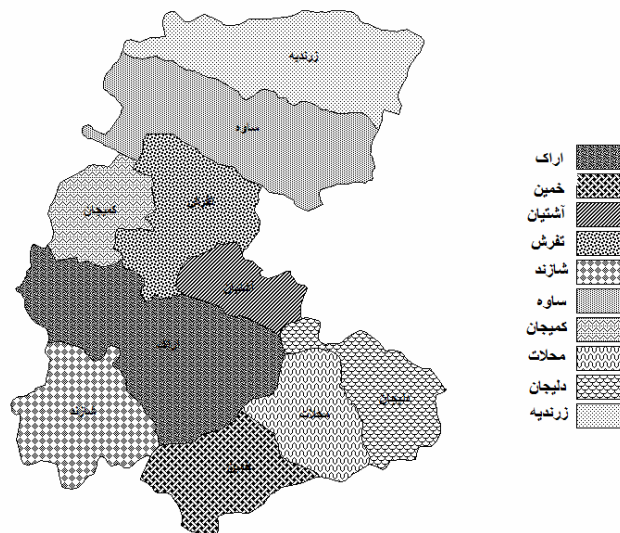 زرندیه
ساوه
تفرش
کمیجان
آشتیان
اراک
شازند
محلات
دلیجان
خمین
اراک
خمین
آشتیان
تفرش
شازند
ساوه
کمیجان
محلات
دلیجان
زرندیه